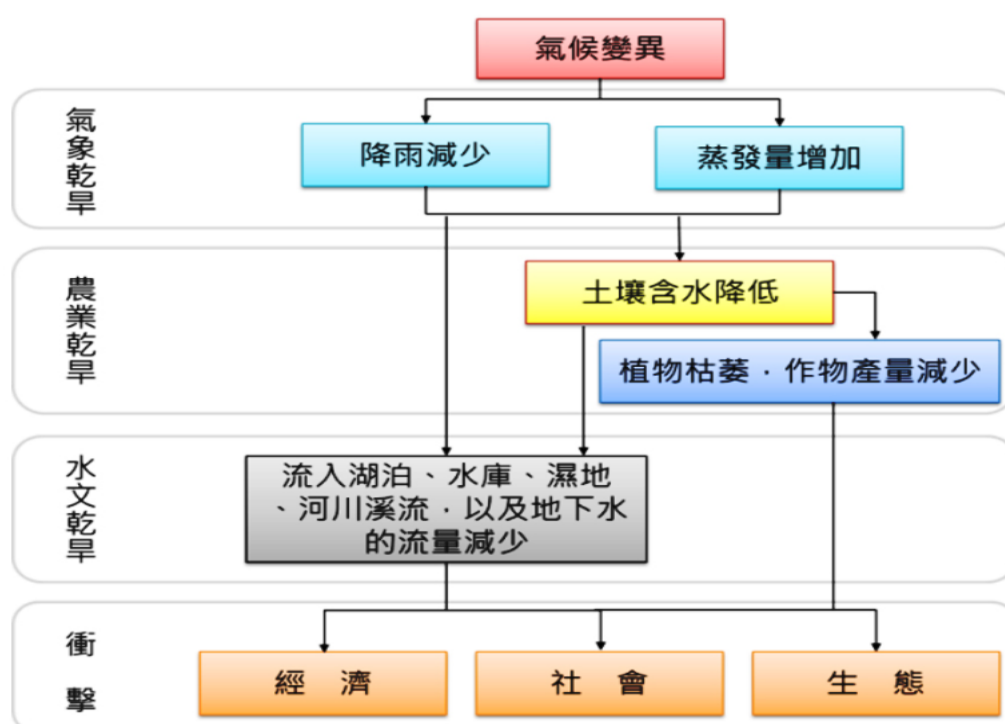 氣候變異
氣象乾旱
降雨減少
蒸發量增加
農業乾旱
土壤含水降低
植物枯萎．作物產量減少
水文乾旱
流入湖泊、水庫、濕地
、河川溪流．以及地下水
的流量減少
衝擊
經 濟
社 會
生 態